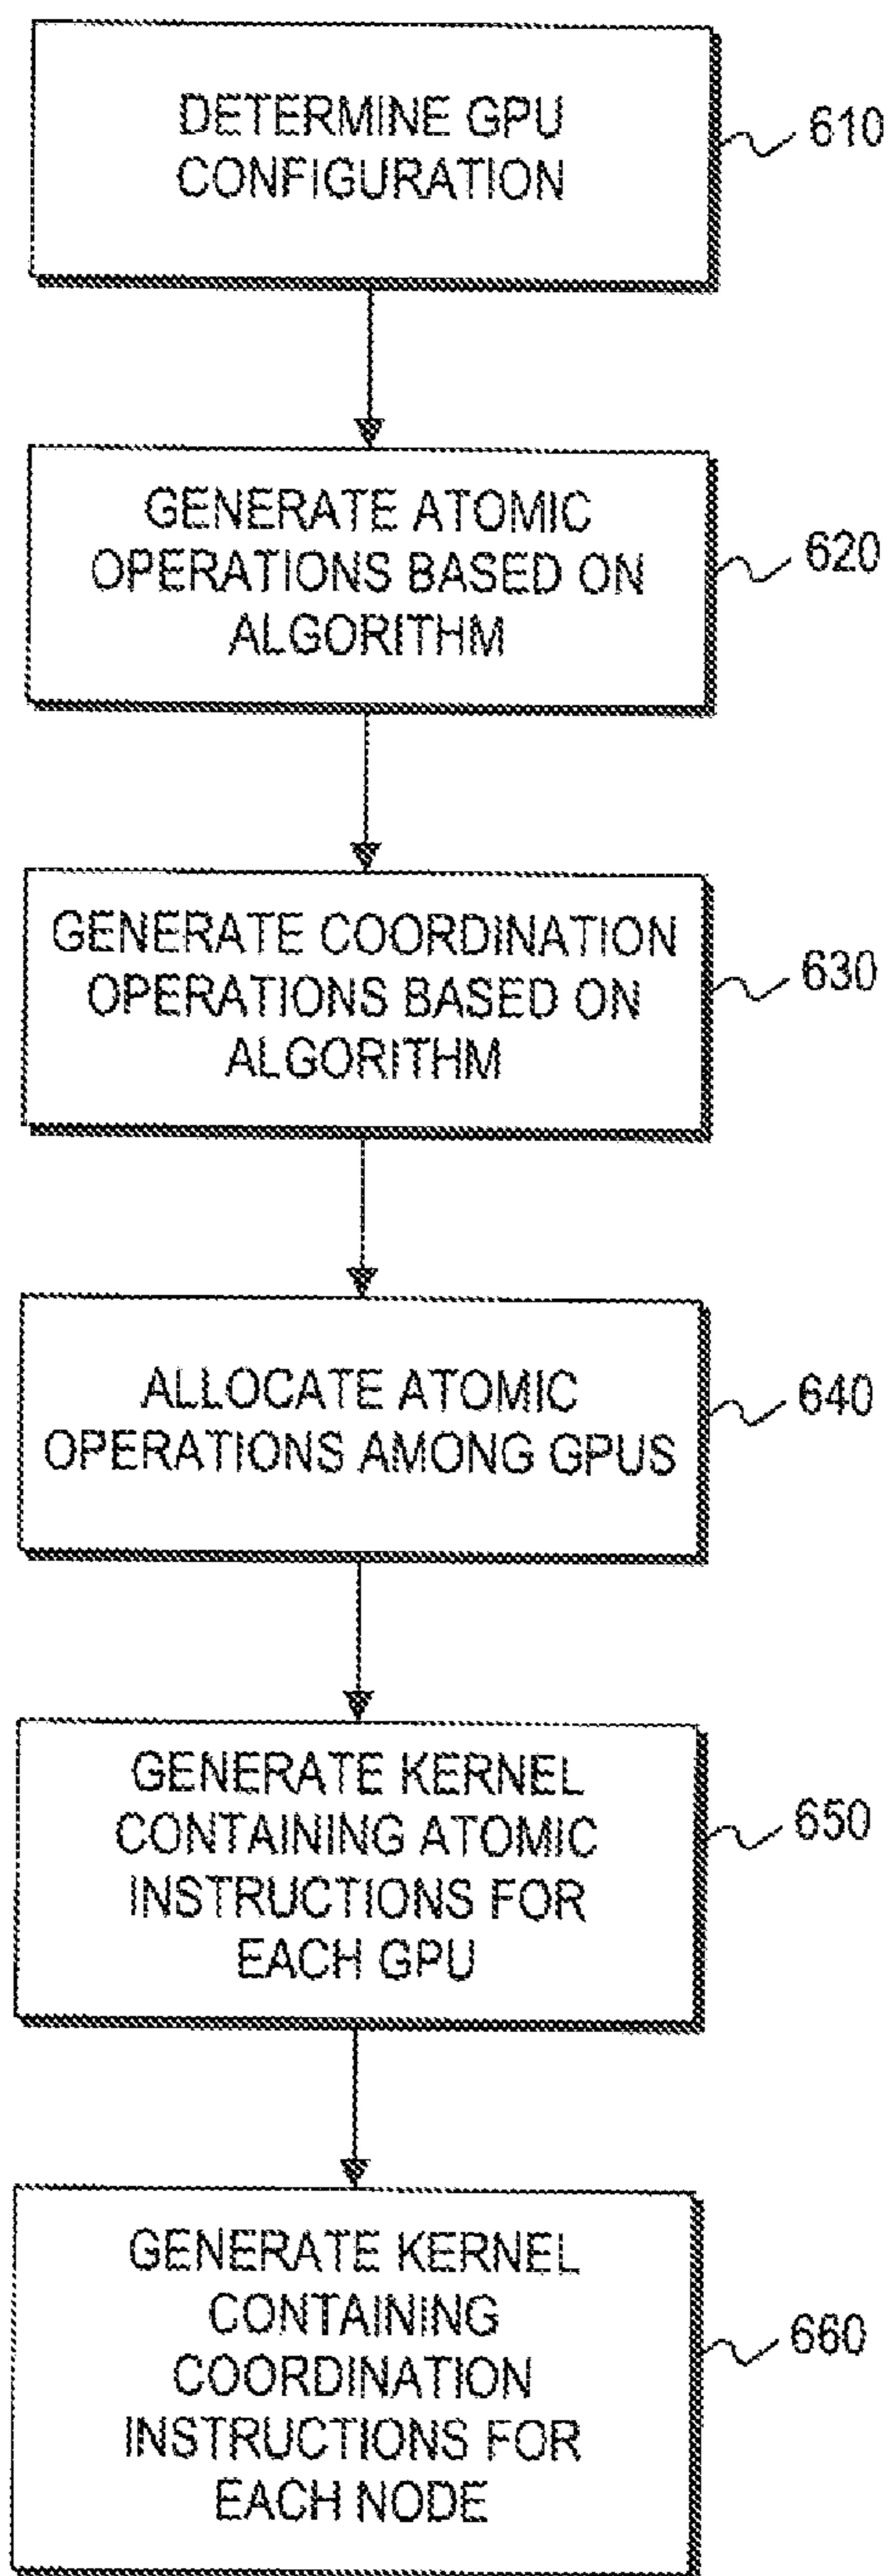 DETERMINE GPU
CONFIGURATION
610
GENERATE ATOMIC
OPERATIONS BASED ON
ALGORITHM
620
GENERATE COORDINATION
OPERATIONS BASED ON
ALGORITHM
630
ALLOCATE ATOMIC
OPERATIONS AMONG GPUS
640
GENERATE KERNEL
CONTAINING ATOMIC
INSTRUCTIONS FOR
EACH GPU
650
GENERATE KERNEL
CONTAINING
COORDINATION
INSTRUCTIONS FOR
EACH NODE
660